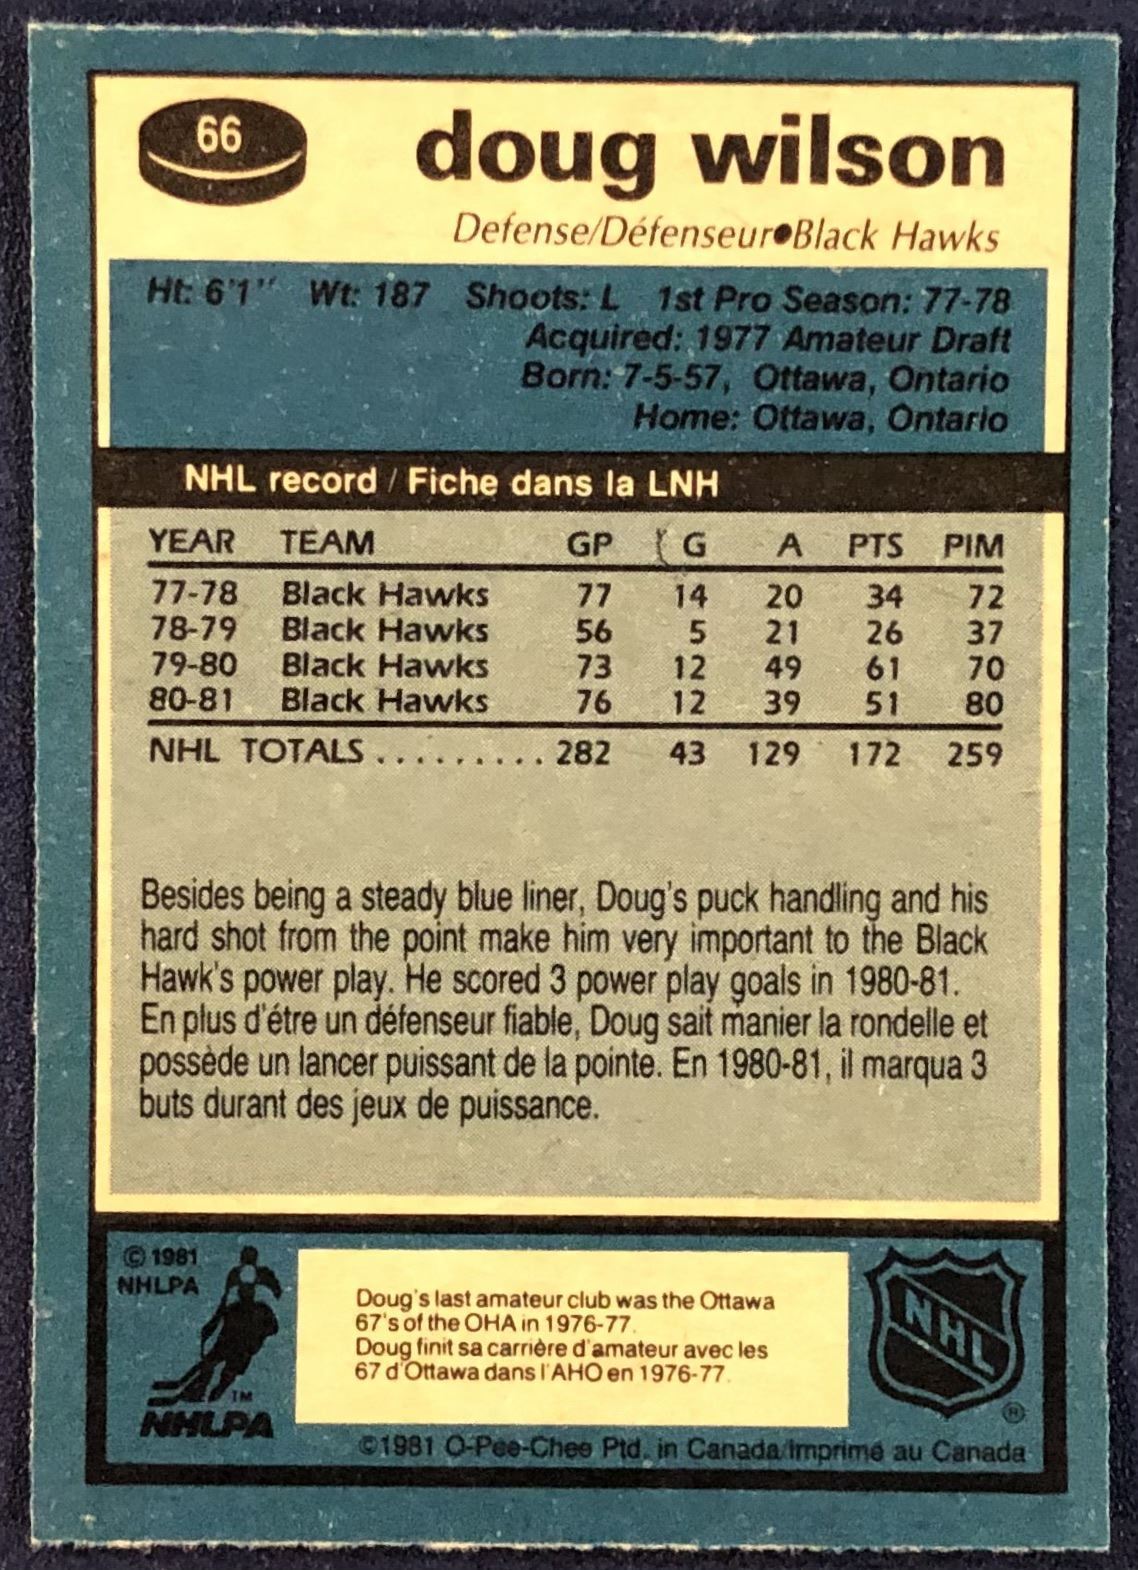 66
doug wilson
Defense/Défenseur●Black Hawks
Ht: 6'1" Wt: 187 Shoots: L 1st Pro Season: 77-78
Acquired: 1977 Amateur Draft
Born: 7-5-57, Ottawa, Ontario
Home: Ottawa, Ontario
NHL record / Fiche dans la LNH
YEAR TEAM GP G A PTS PIM
77-78 Black Hawks 77 14 20 34 72
78-79 Black Hawks 56 5 21 26 37
79-80 Black Hawks 73 12 49 61 70
80-81 Black Hawks 76 12 39 51 80
NHL TOTALS .......... 282 43 129 172 259
Besides being a steady blue liner, Doug's puck handling and his
hard shot from the point make him very important to the Black
Hawk's power play. He scored 3 power play goals in 1980-81.
En plus d'étre un défenseur fiable, Doug sait manier la rondelle et
possède un lancer puissant de la pointe. En 1980-81, il marqua 3
buts durant des jeux de puissance.
© 1981
NHLPA
TM
NHLPA
Doug's last amateur club was the Ottawa
67's of the OHA in 1976-77.
Doug finit sa carrière d'amateur avec les
67 d'Ottawa dans l'AHO en 1976-77.
NHL
®
©1981 O-Pee-Chee Ptd. in Canada/Imprimé au Canada